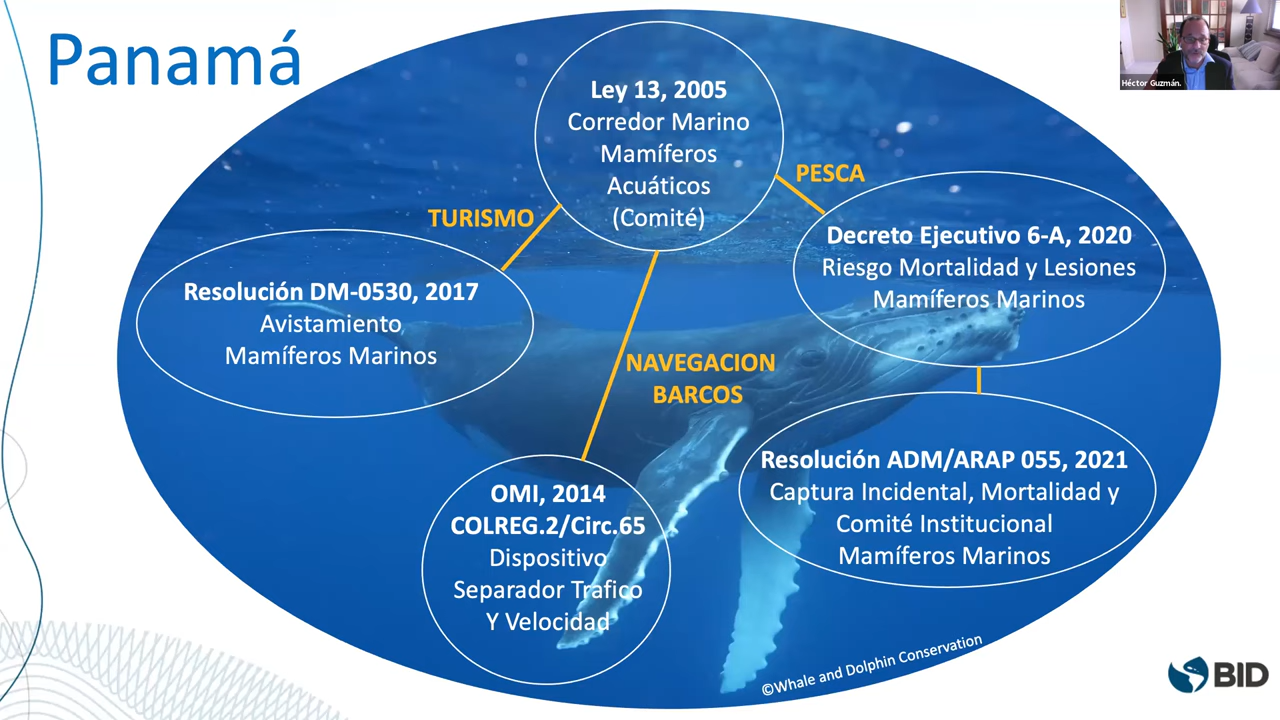 Panamá
Héctor Guzmán.
Ley 13, 2005
Corredor Marino
Mamíferos
Acuáticos
(Comité)
PESCA
TURISMO
Decreto Ejecutivo 6-A, 2020
Riesgo Mortalidad y Lesiones
Mamíferos Marinos
Resolución DM-0530, 2017
Avistamiento
Mamíferos Marinos
NAVEGACION
BARCOS
Resolución ADM/ARAP 055, 2021
Captura Incidental, Mortalidad y
Comité Institucional
Mamíferos Marinos
OMI, 2014
COLREG.2/Circ.65
Dispositivo
Separador Trafico
Y Velocidad
©Whale and Dolphin Conservation
BID